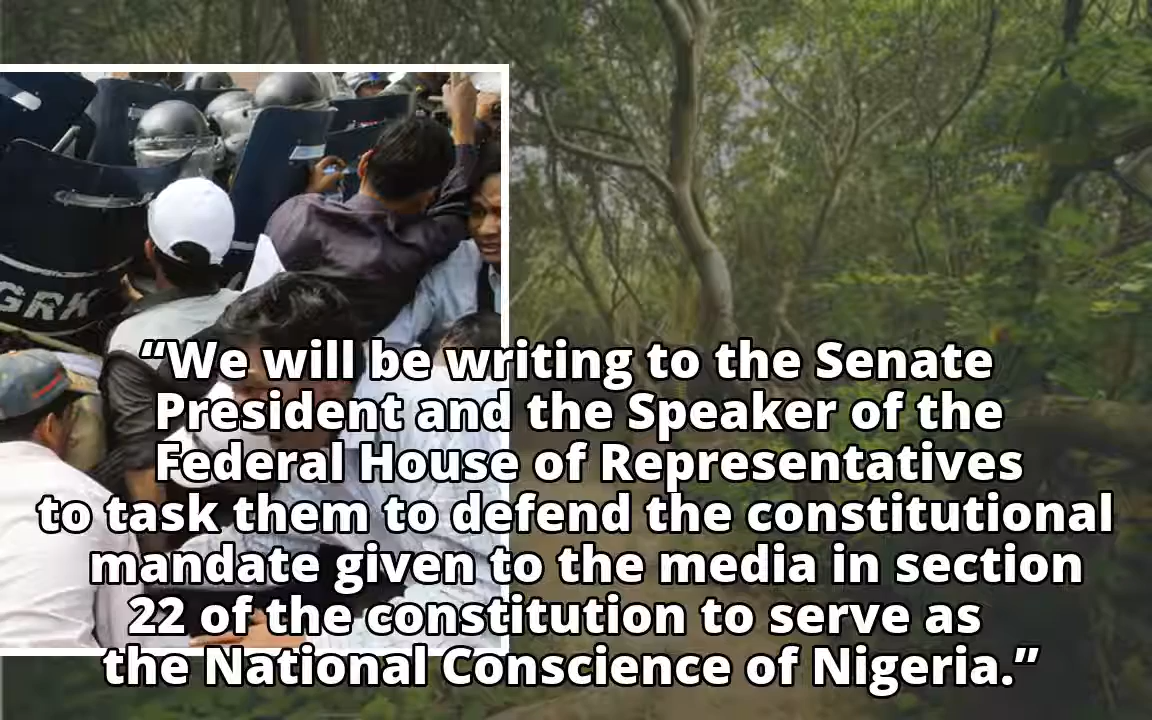 GRK
“We will be writing to the Senate
President and the Speaker of the
Federal House of Representatives
to task them to defend the constitutional
mandate given to the media in section
22 of the constitution to serve as
the National Conscience of Nigeria.”